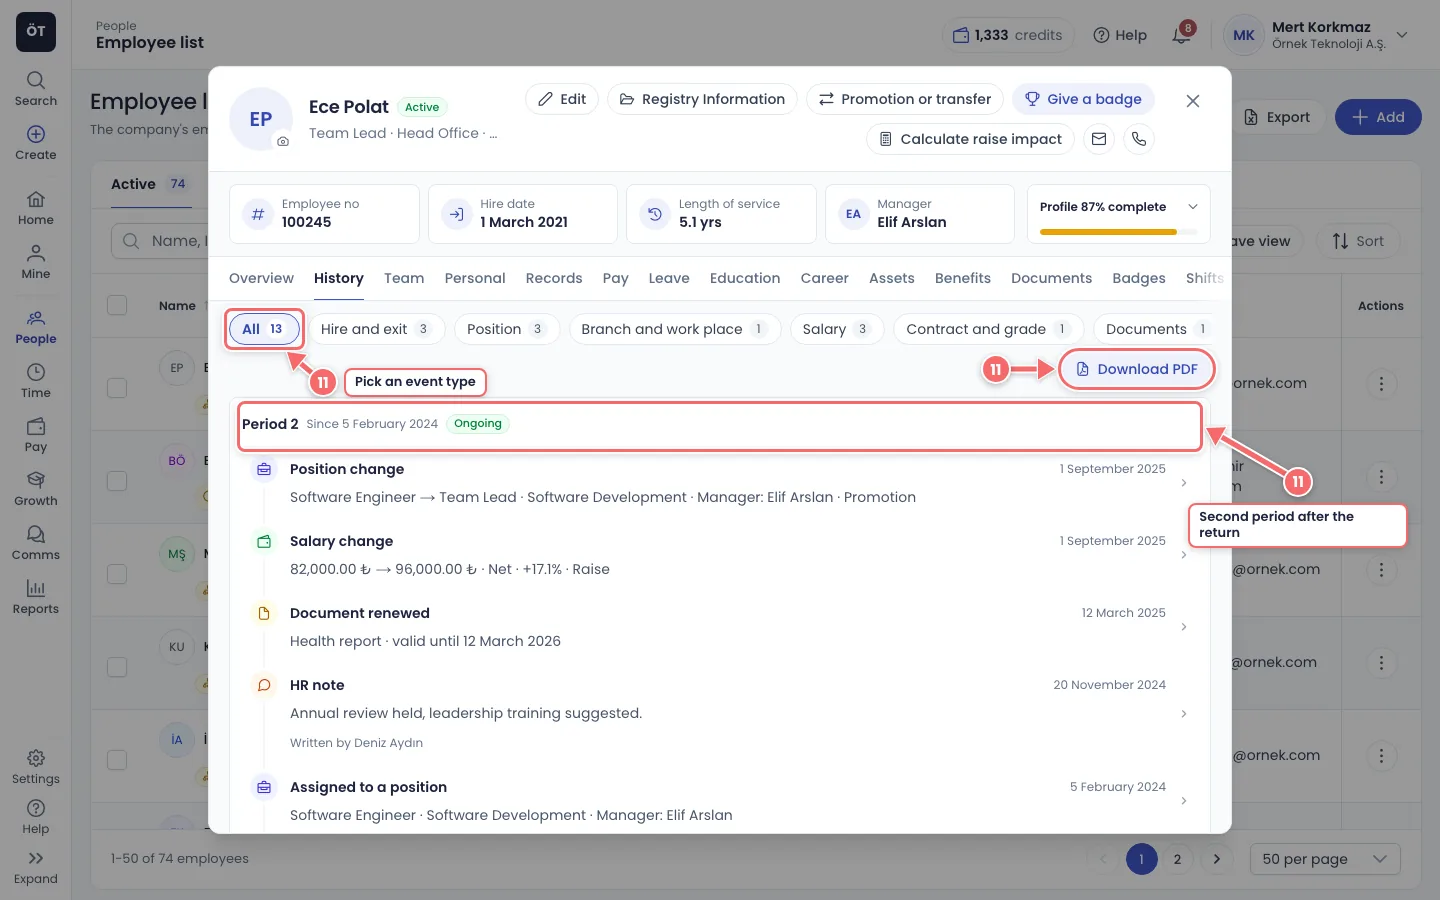 ÖT
People
Employee list
1,333 credits
Help
8
MK
Mert Korkmaz
Örnek Teknoloji A.Ş.
Search
Create
Home
Mine
People
Time
Pay
Growth
Comms
Reports
Settings
Help
Expand
Employee l
The company's em
Export
Add
Active 74
Name, l
ave view
Sort
Name
Actions
EP
ornek.com
BÖ
MŞ
@ornek.com
KU
@ornek.com
İA
@ornek.com
1-50 of 74 employees
1
2
50 per page
EP
Ece Polat Active
Team Lead · Head Office · …
Edit
Registry Information
Promotion or transfer
Give a badge
Calculate raise impact
Employee no
100245
Hire date
1 March 2021
Length of service
5.1 yrs
EA
Manager
Elif Arslan
Profile 87% complete
Overview History Team Personal Records Pay Leave Education Career Assets Benefits Documents Badges Shifts
All 13
Hire and exit 3
Position 3
Branch and work place 1
Salary 3
Contract and grade 1
Documents 1
11
Pick an event type
11
Download PDF
Period 2 Since 5 February 2024 Ongoing
11
Second period after the
return
Position change
1 September 2025
Software Engineer → Team Lead · Software Development · Manager: Elif Arslan · Promotion
Salary change
1 September 2025
82,000.00 ₺ → 96,000.00 ₺ · Net · +17.1% · Raise
Document renewed
12 March 2025
Health report · valid until 12 March 2026
HR note
20 November 2024
Annual review held, leadership training suggested.
Written by Deniz Aydın
Assigned to a position
5 February 2024
Software Engineer · Software Development · Manager: Elif Arslan